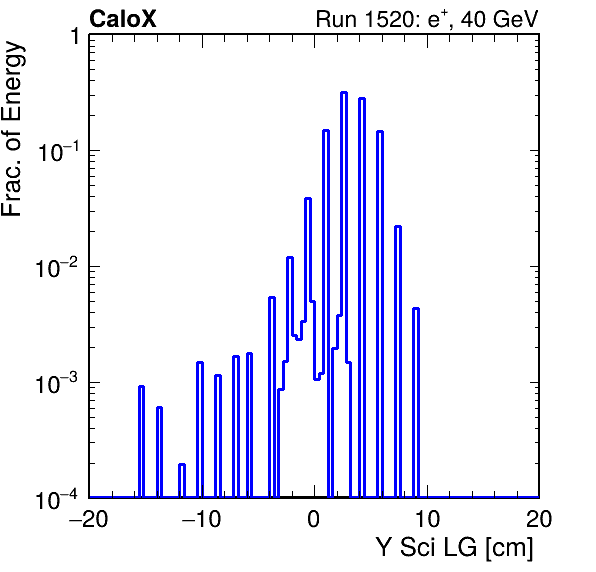 CaloX Run 1520: e⁺, 40 GeV
Frac. of Energy
1
10⁻¹
10⁻²
10⁻³
10⁻⁴
−20 −10 0 10 20
Y Sci LG [cm]